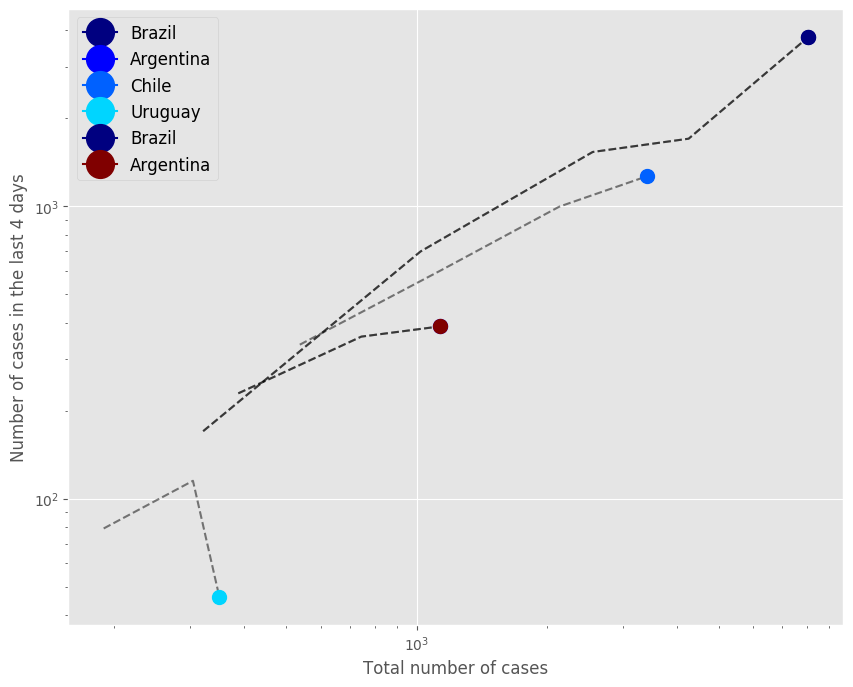 Brazil
Argentina
Chile
Uruguay
Brazil
Argentina
Number of cases in the last 4 days
10³
10²
10³
Total number of cases